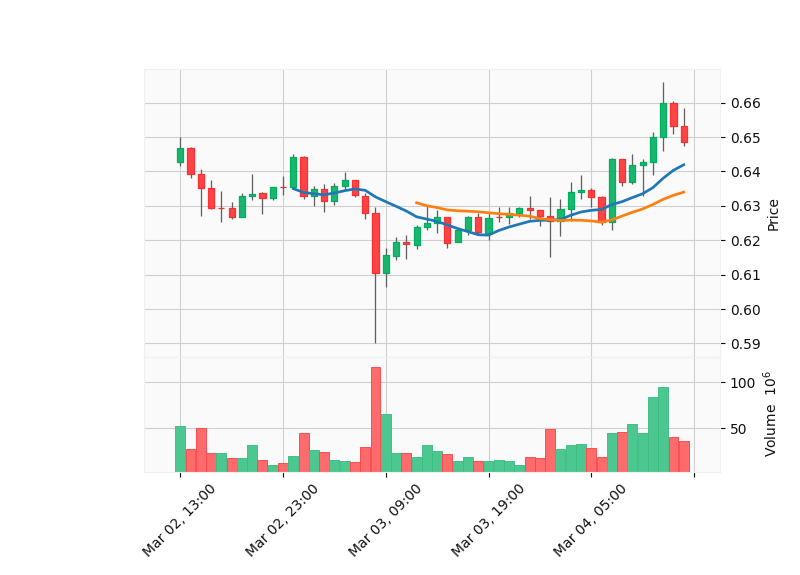 0.66
0.65
0.64
0.63
0.62
0.61
0.60
0.59
Price
100
50
Volume 10⁶
Mar 02, 13:00
Mar 02, 23:00
Mar 03, 09:00
Mar 03, 19:00
Mar 04, 05:00